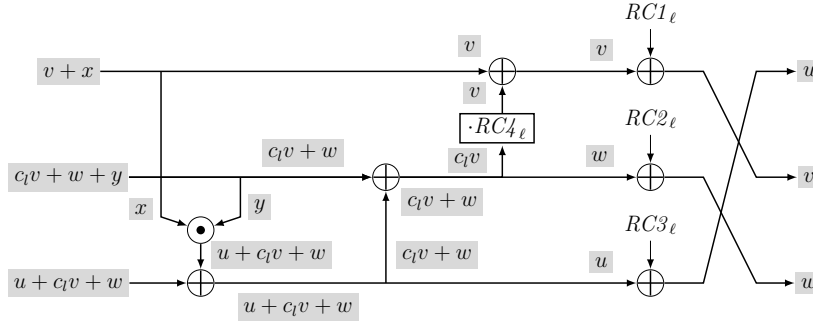 RC1ℓ
v
v
v + x
u
v
·RC4ℓ
RC2ℓ
cₗv + w
cₗv
w
cₗv + w + y
v
x
y
cₗv + w
RC3ℓ
u + cₗv + w
cₗv + w
u
u + cₗv + w
w
u + cₗv + w